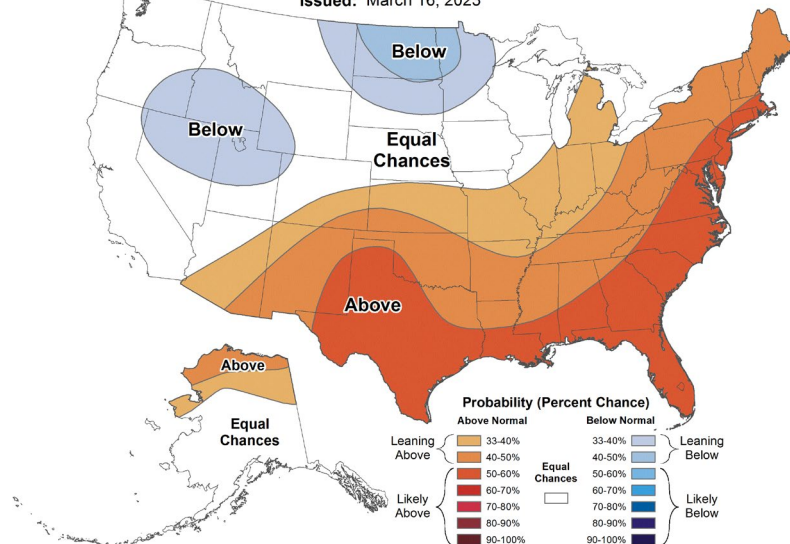 Issued: March 16, 2023
Below
Below
Equal
Chances
Above
Above
Equal
Chances
Probability (Percent Chance)
Above Normal
Below Normal
Leaning
Above
33-40%
40-50%
50-60%
60-70%
70-80%
80-90%
90-100%
Likely
Above
Equal
Chances
33-40%
40-50%
50-60%
60-70%
70-80%
80-90%
90-100%
Leaning
Below
Likely
Below